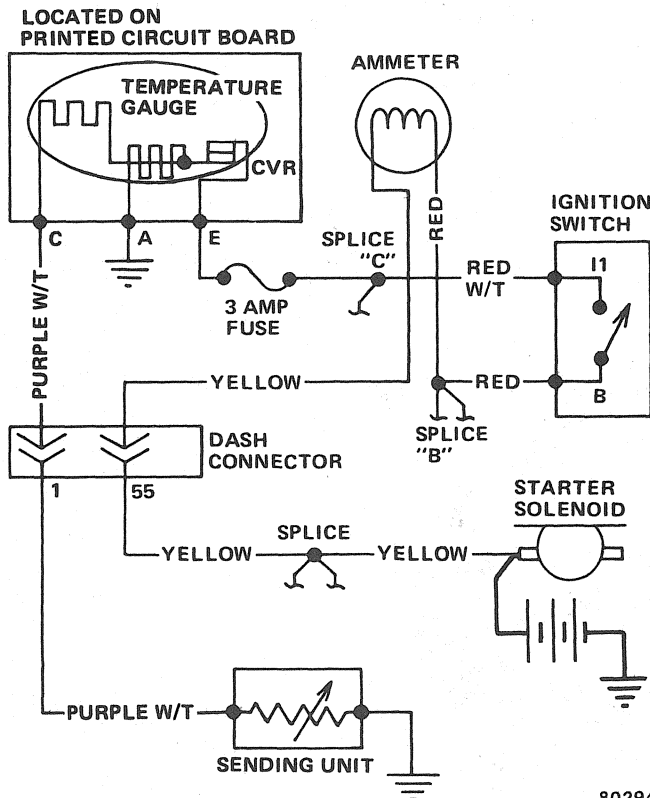 LOCATED ON
PRINTED CIRCUIT BOARD
TEMPERATURE
GAUGE
CVR
C
A
E
AMMETER
RED
IGNITION
SWITCH
SPLICE
"C"
RED
W/T
I1
3 AMP
FUSE
PURPLE W/T
YELLOW
RED
B
SPLICE
"B"
DASH
CONNECTOR
1
55
STARTER
SOLENOID
SPLICE
YELLOW
YELLOW
PURPLE W/T
SENDING UNIT